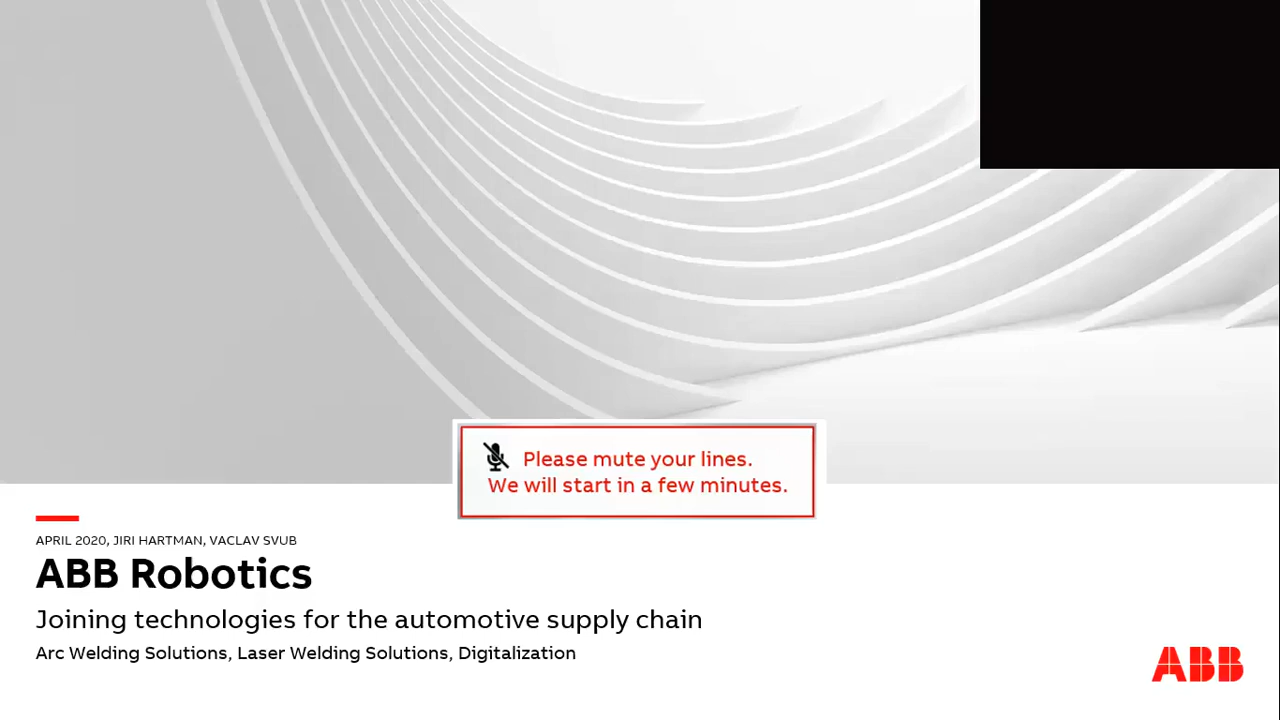 Please mute your lines.
We will start in a few minutes.
APRIL 2020, JIRI HARTMAN, VACLAV SVUB
ABB Robotics
Joining technologies for the automotive supply chain
Arc Welding Solutions, Laser Welding Solutions, Digitalization
ABB